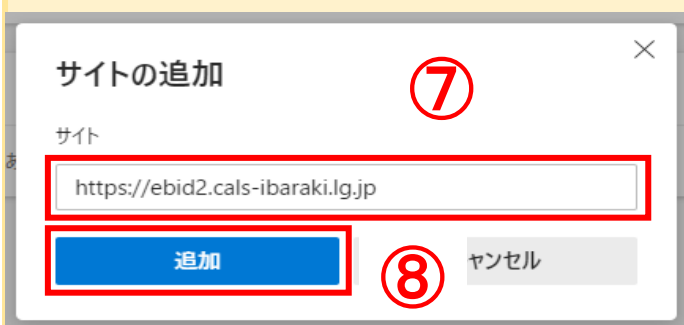 サイトの追加
⑦
サイト
あ
https://ebid2.cals-ibaraki.lg.jp
追加
⑧
ャンセル